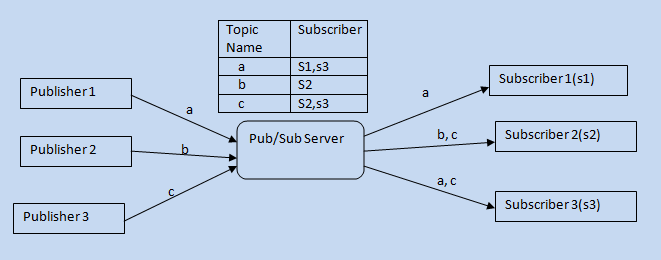 Topic Name Subscriber
a S1,s3
b S2
c S2,s3
Publisher 1
Publisher 2
Publisher 3
a
b
c
Pub/Sub Server
a
b, c
a, c
Subscriber 1(s1)
Subscriber 2(s2)
Subscriber 3(s3)